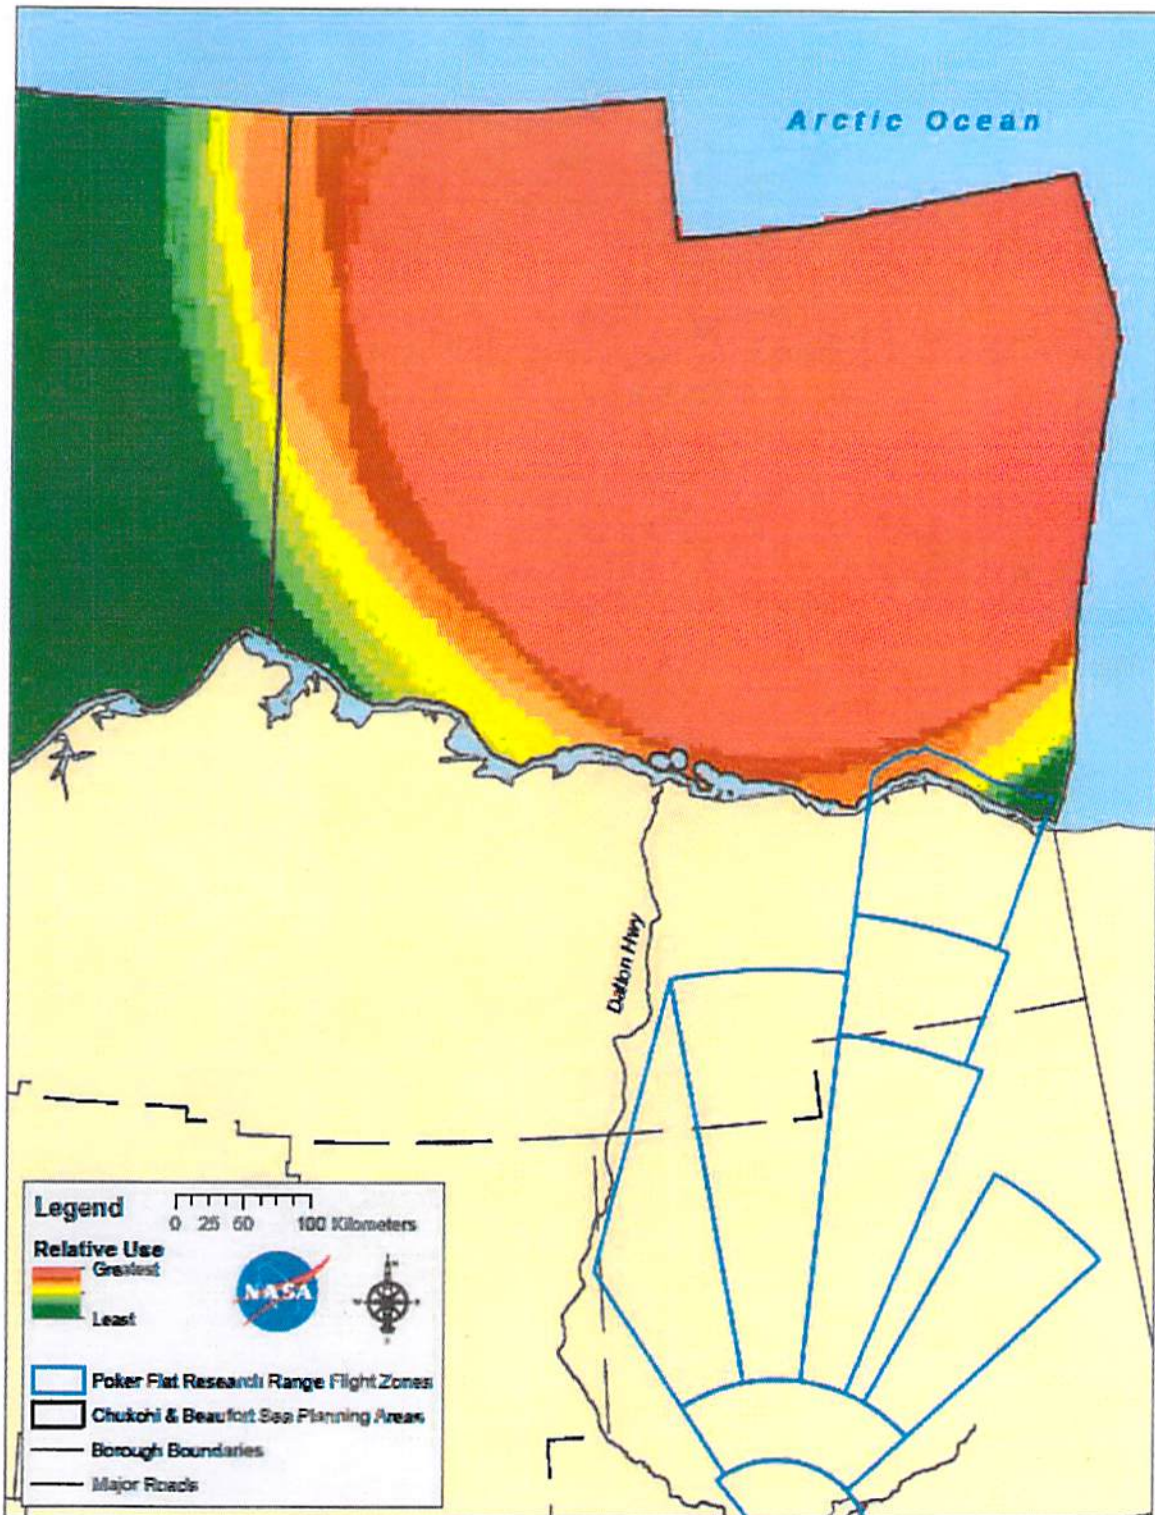 Arctic Ocean
Dalton Hwy
Legend
0 25 50 100 Kilometers
Relative Use
Greatest
Least
NASA
N
W
E
S
Poker Flat Research Range Flight Zones
Chukchi & Beaufort Sea Planning Areas
Borough Boundaries
Major Roads